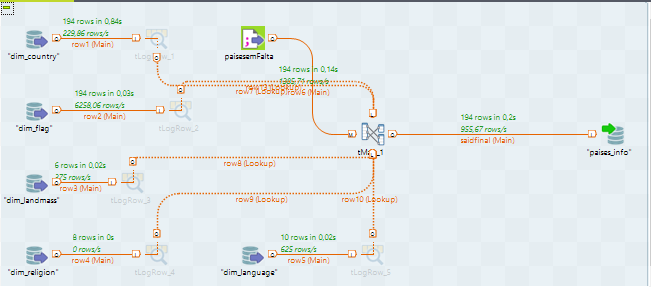 194 rows in 0,84s
229,86 rows/s
row1 (Main)
"dim_country"
tLogRow_1
paisesemFalta
194 rows in 0,14s
1385,71 rows/s
row7 (Lookup)
row6 (Main)
194 rows in 0,03s
6258,06 rows/s
row2 (Main)
"dim_flag"
tLogRow_2
tMap_1
194 rows in 0,2s
955,67 rows/s
saidfinal (Main)
"paises_info"
6 rows in 0,02s
375 rows/s
row3 (Main)
"dim_landmass"
tLogRow_3
row8 (Lookup)
row9 (Lookup)
row10 (Lookup)
8 rows in 0s
0 rows/s
row4 (Main)
"dim_religion"
tLogRow_4
10 rows in 0,02s
625 rows/s
row5 (Main)
"dim_language"
tLogRow_5